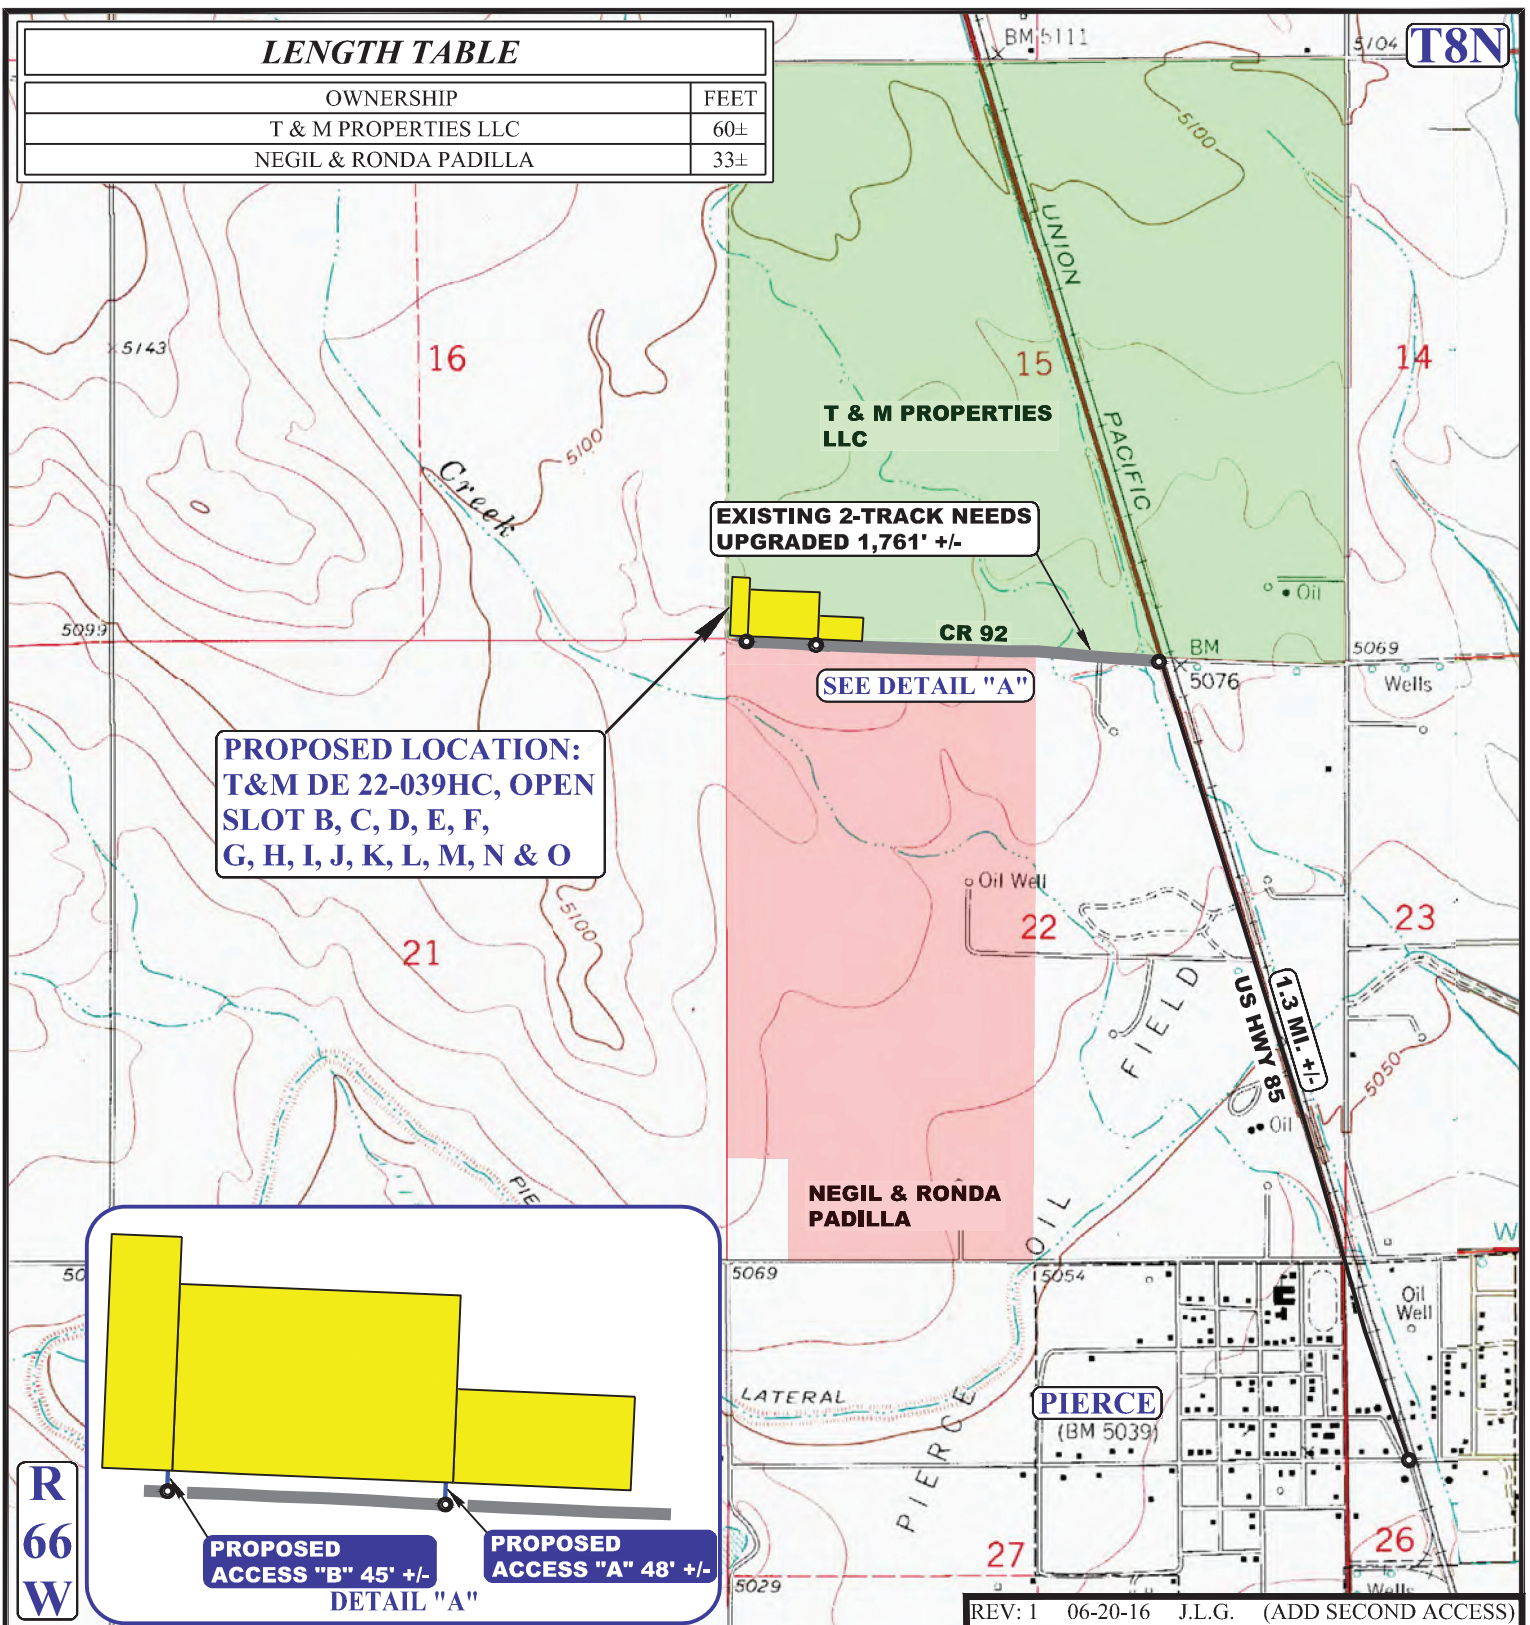 LENGTH TABLE
OWNERSHIP FEET
T & M PROPERTIES LLC 60±
NEGIL & RONDA PADILLA 33±
BM 5111
5104
T8N
5100
UNION
5143
16
15
14
T & M PROPERTIES
LLC
PACIFIC
5100
Creek
EXISTING 2-TRACK NEEDS
UPGRADED 1,761' +/-
Oil
5099
CR 92
BM
5076
5069
Wells
SEE DETAIL "A"
PROPOSED LOCATION:
T&M DE 22-039HC, OPEN
SLOT B, C, D, E, F,
G, H, I, J, K, L, M, N & O
Oil Well
5100
21
22
23
FIELD
US HWY 85
1.3 MI. +/-
5050
Oil
PIE
NEGIL & RONDA
PADILLA
OIL
W
50
5069
5054
Oil
Well
LATERAL
PIERCE
PIERCE
(BM 5039)
R
66
W
PROPOSED
ACCESS "B" 45' +/-
PROPOSED
ACCESS "A" 48' +/-
DETAIL "A"
27
26
5029
Wells
REV: 1 06-20-16 J.L.G. (ADD SECOND ACCESS)